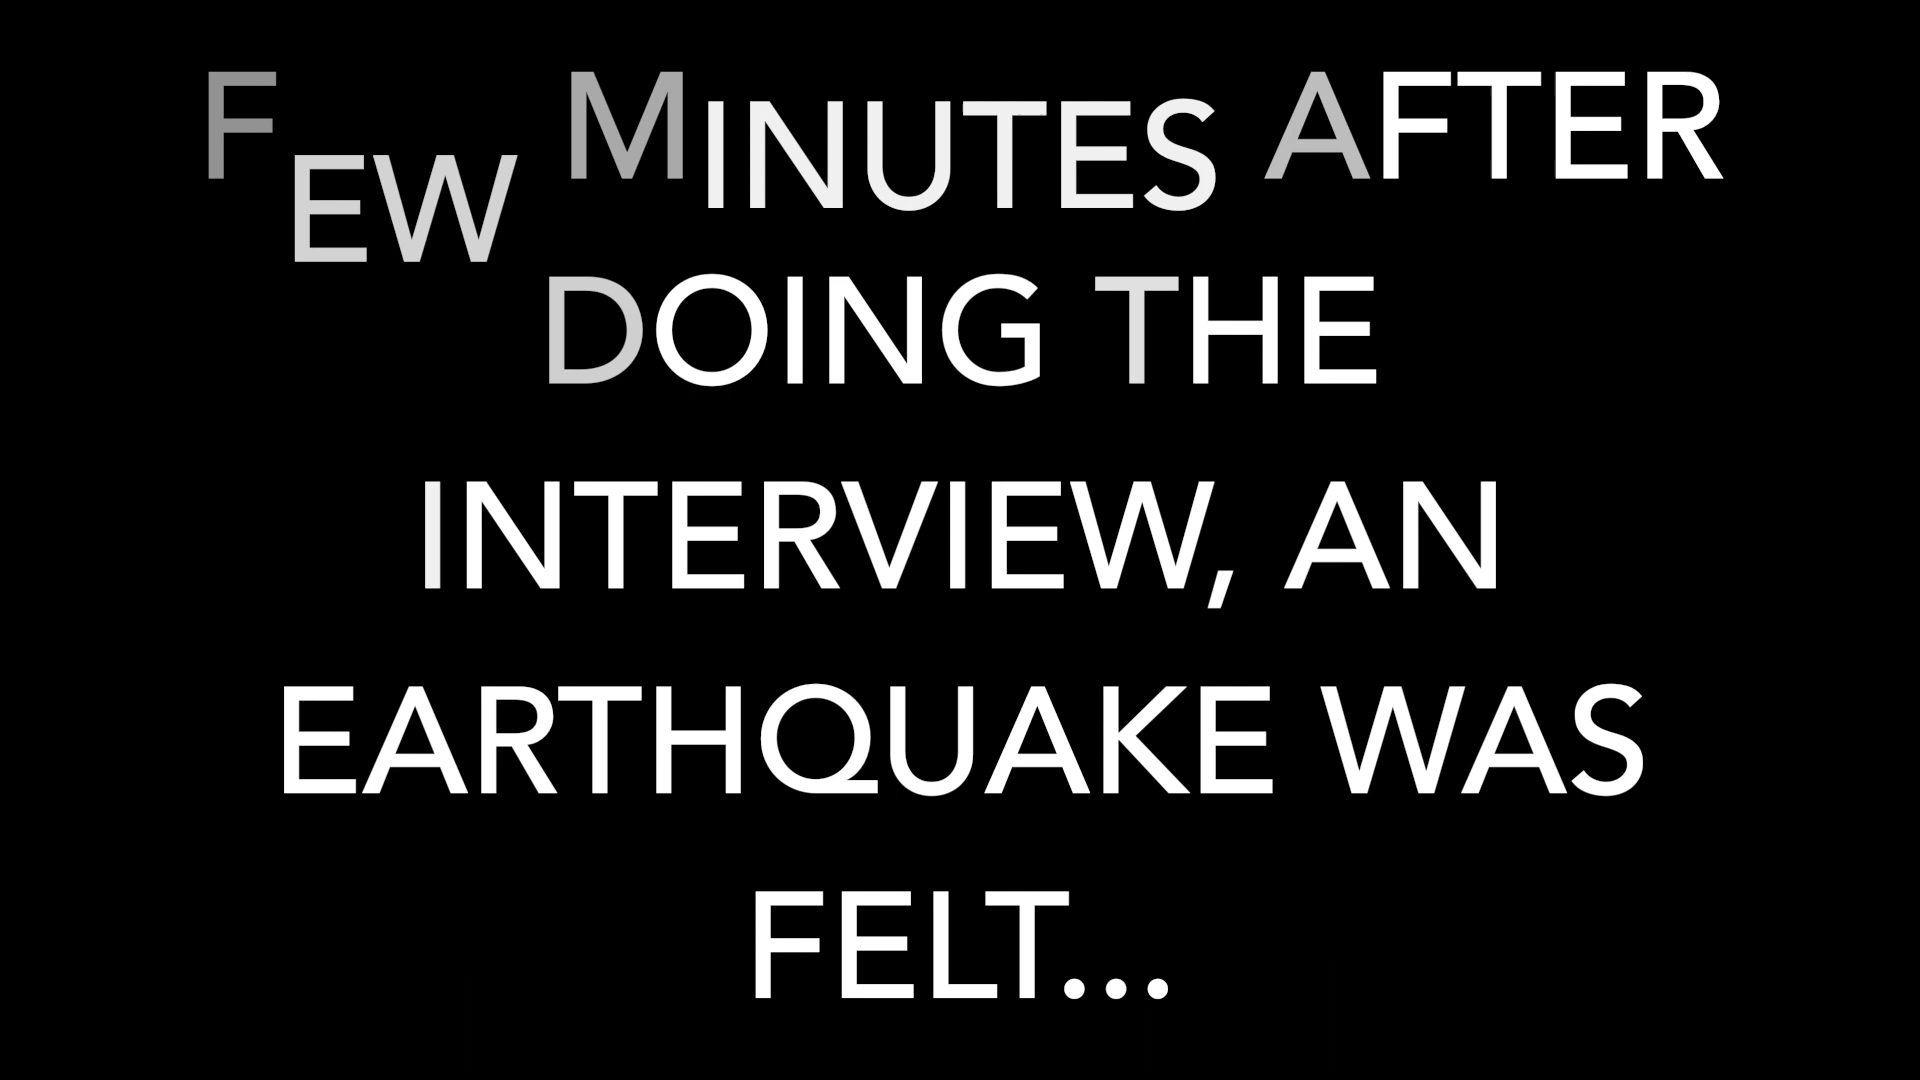 FEW MINUTES AFTER
DOING THE
INTERVIEW, AN
EARTHQUAKE WAS
FELT...